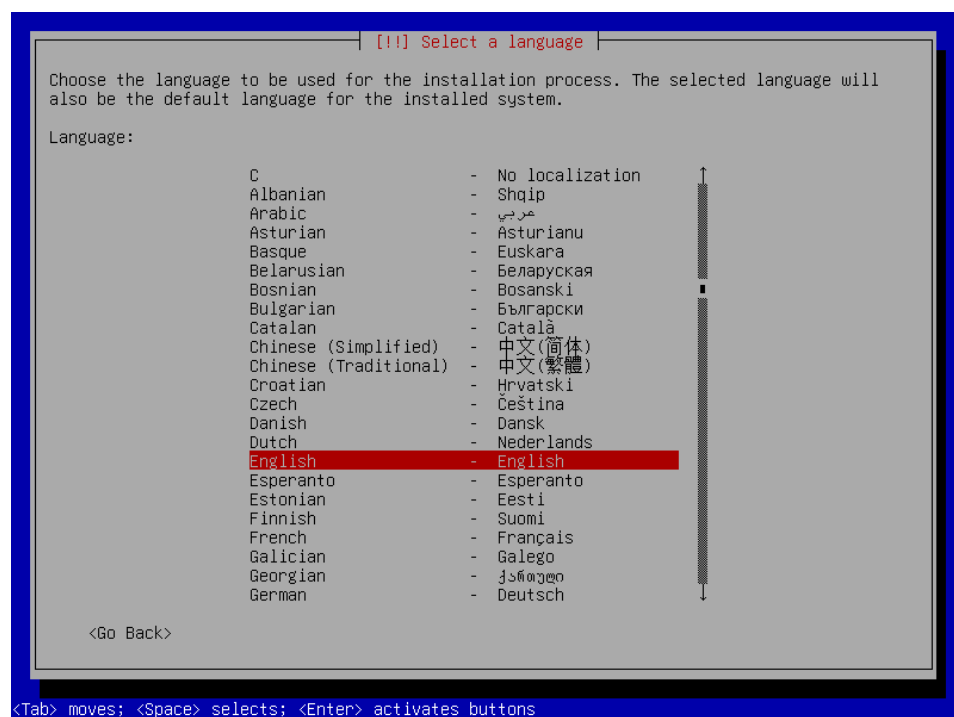 [!!] Select a language
Choose the language to be used for the installation process. The selected language will
also be the default language for the installed system.
Language:
C - No localization
Albanian - Shqip
Arabic - عربي
Asturian - Asturianu
Basque - Euskara
Belarusian - Беларуская
Bosnian - Bosanski
Bulgarian - Български
Catalan - Català
Chinese (Simplified) - 中文(简体)
Chinese (Traditional) - 中文(繁體)
Croatian - Hrvatski
Czech - Čeština
Danish - Dansk
Dutch - Nederlands
English - English
Esperanto - Esperanto
Estonian - Eesti
Finnish - Suomi
French - Français
Galician - Galego
Georgian - ქართული
German - Deutsch
<Go Back>
<Tab> moves; <Space> selects; <Enter> activates buttons